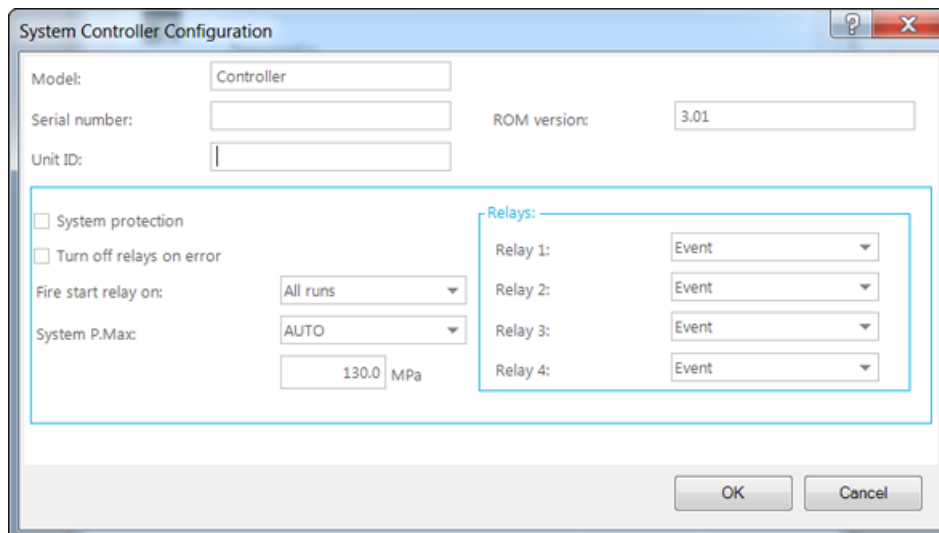 System Controller Configuration
Model: Controller
Serial number: ROM version: 3.01
Unit ID:
System protection
Turn off relays on error
Fire start relay on: All runs
System P.Max: AUTO
130.0 MPa
Relays:
Relay 1: Event
Relay 2: Event
Relay 3: Event
Relay 4: Event
OK Cancel